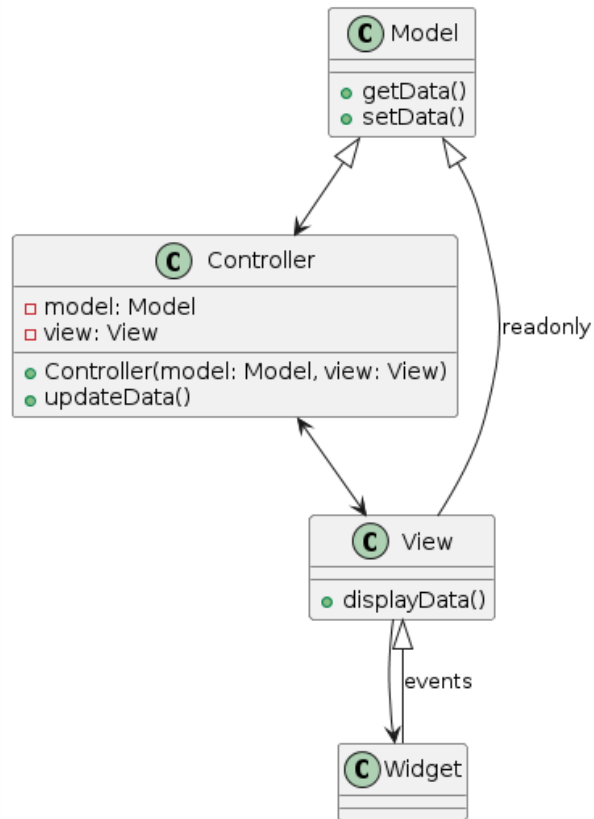 C Model
getData()
setData()
C Controller
model: Model
view: View
Controller(model: Model, view: View)
updateData()
readonly
C View
displayData()
events
C Widget